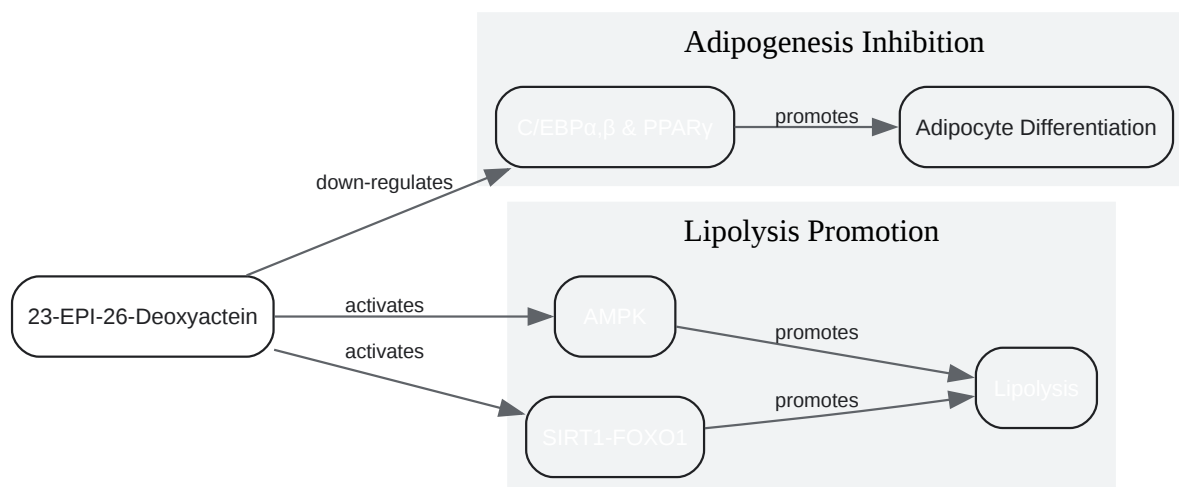 Adipogenesis Inhibition
C/EBPα,β & PPARγ
promotes
Adipocyte Differentiation
down-regulates
Lipolysis Promotion
23-EPI-26-Deoxyactein
activates
AMPK
promotes
activates
Lipolysis
promotes
SIRT1-FOXO1